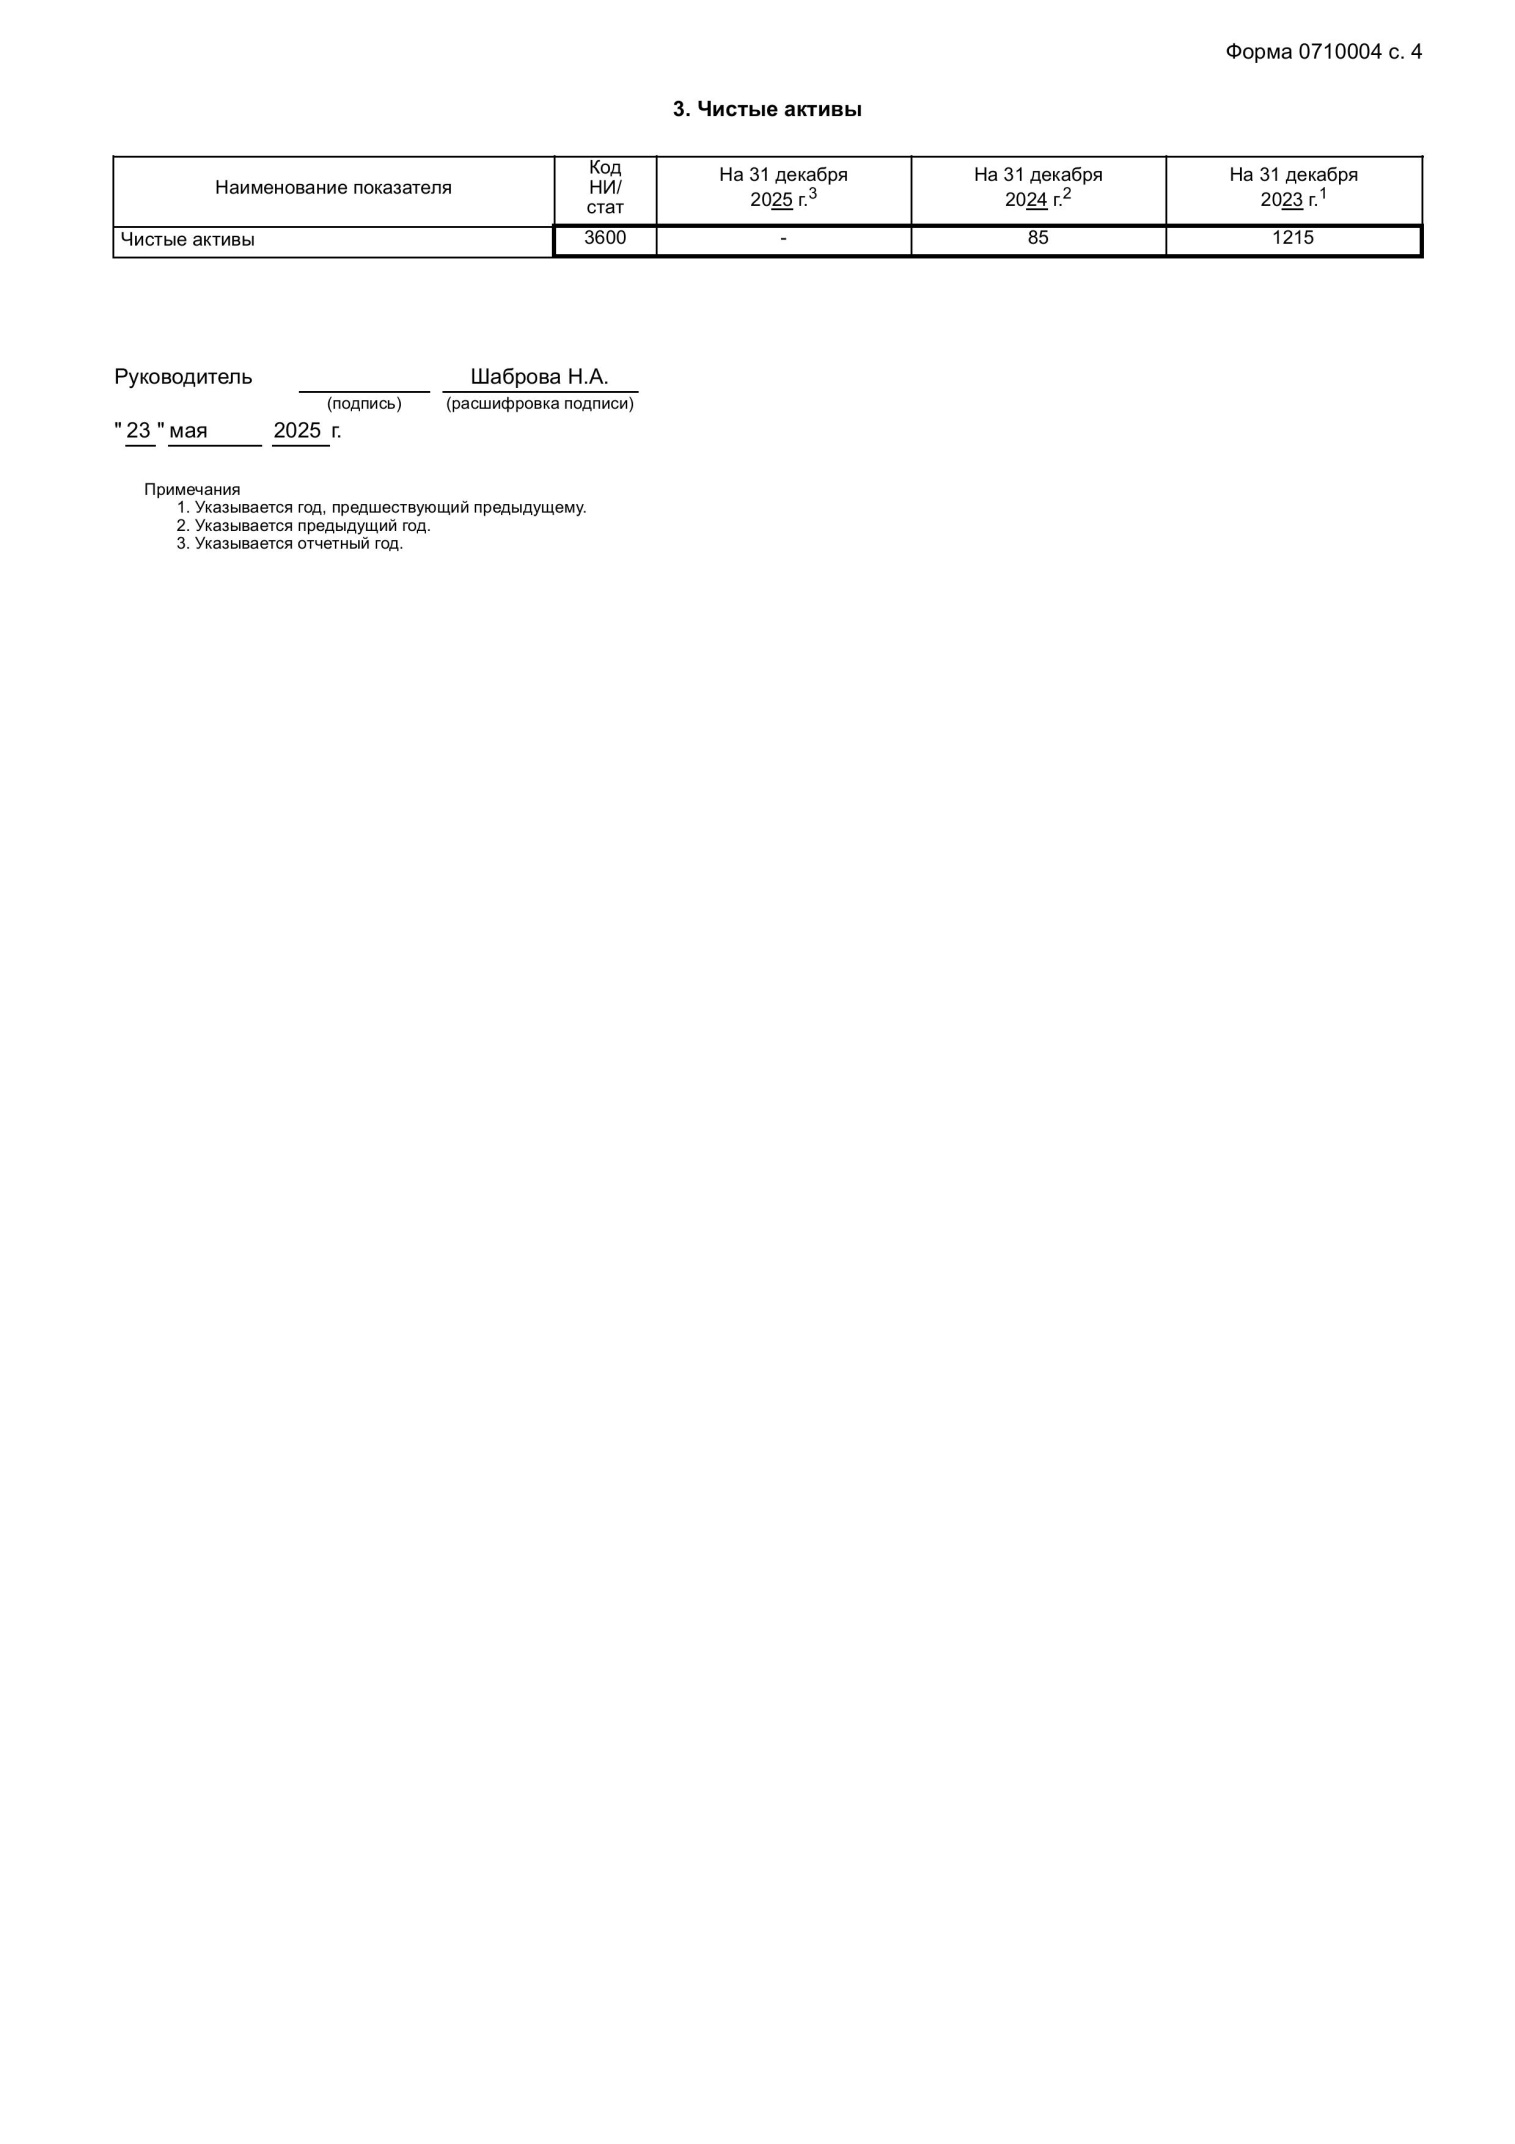 Форма 0710004 с. 4
3. Чистые активы
Наименование показателя
Код
НИ/
стат
На 31 декабря
2025 г.3
На 31 декабря
2024 г.2
На 31 декабря
2023 г.1
Чистые активы 3600 - 85 1215
Руководитель Шаброва Н.А.
(подпись) (расшифровка подписи)
" 23 " мая 2025 г.
Примечания
1. Указывается год, предшествующий предыдущему.
2. Указывается предыдущий год.
3. Указывается отчетный год.